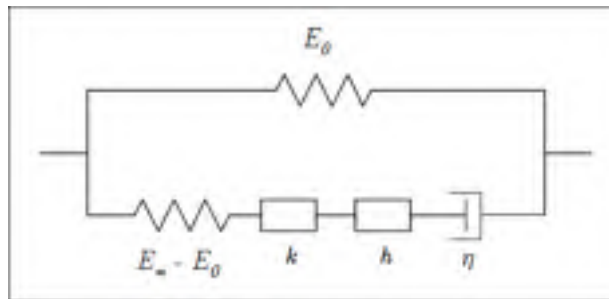 E₀
E∞ - E₀ k h η